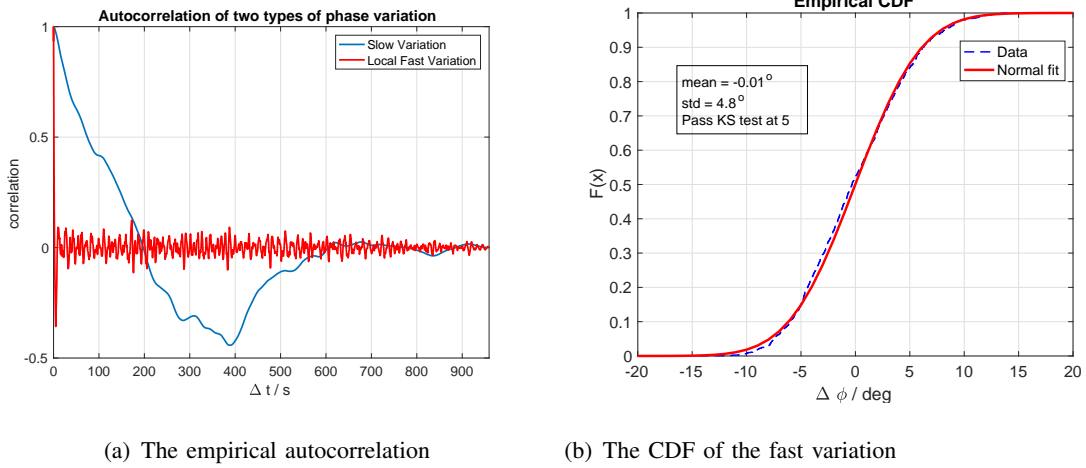 Autocorrelation of two types of phase variation
1
0.5
0
-0.5
correlation
Slow Variation
Local Fast Variation
0 100 200 300 400 500 600 700 800 900
Δ t / s
(a) The empirical autocorrelation
Empirical CDF
1
0.9
0.8
0.7
0.6
0.5
0.4
0.3
0.2
0.1
0
F(x)
Data
Normal fit
mean = -0.01°
std = 4.8°
Pass KS test at 5
-20 -15 -10 -5 0 5 10 15 20
Δ ϕ / deg
(b) The CDF of the fast variation